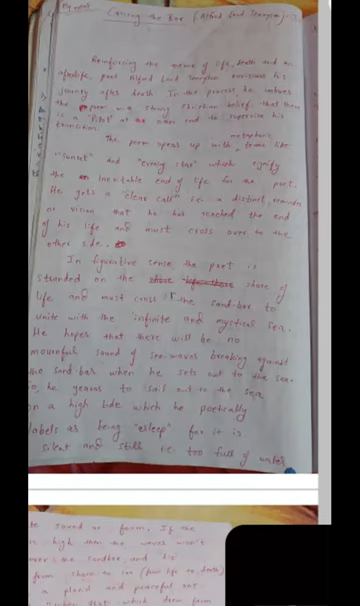 Crossing the Bar (Alfred Lord Tennyson)
Reinforcing the theme of life, death and an
afterlife, poet Alfred Lord Tennyson envisions his
journey after death. In this process, he imbues
the poem with a strong Christian belief that there
is a "Pilot" at the end to supervise his
transition.
The poem opens up with metaphors like
"sunset" and "evening star" which signify
the inevitable end of life for the poet.
He gets a "clear call" i.e. a distinct
or vision that he has reached the end
of his life and must cross over to the
other side.
In figurative sense the poet is
stranded on the shore of
life and must cross the sand-bar to
unite with the infinite and mystical sea.
He hopes that there will be no
mournful sound of sea-waves breaking against
the sand-bar when he sets out to the sea.
So, he yearns to sail out to the sea
on a high tide which he poetically
labels as being "asleep" for it is
silent and still i.e. too full of water
to sound or foam. If the
high then the waves won't
over the sandbar and his
from shore to sea (from life to death)
a placid and peaceful